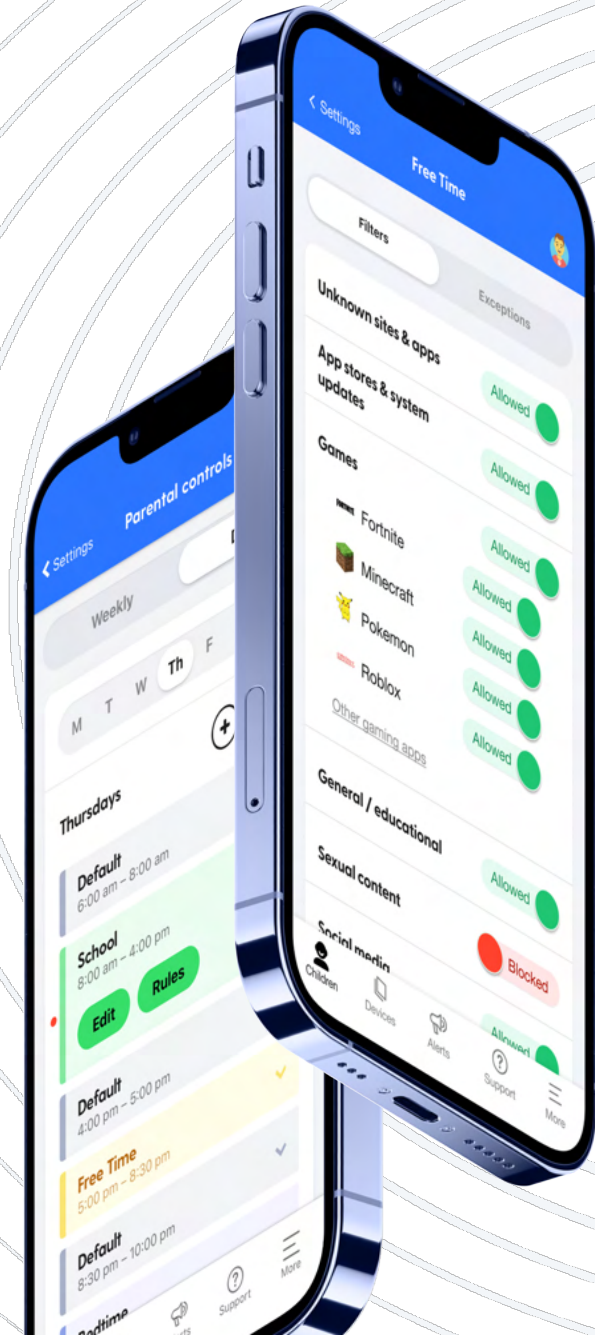 Settings
Free Time
Filters
Exceptions
Unknown sites & apps
Allowed
App stores & system
updates
Allowed
Games
Allowed
Fortnite
Allowed
Minecraft
Allowed
Pokemon
Allowed
Roblox
Allowed
Other gaming apps
General / educational
Allowed
Sexual content
Blocked
Social media
Allowed
Children
Devices
Alerts
Support
More
Settings
Parental controls
Weekly
M T W Th F
Thursdays
Default
6:00 am – 8:00 am
School
8:00 am – 4:00 pm
Edit
Rules
Default
4:00 pm – 5:00 pm
Free Time
5:00 pm – 8:30 pm
Default
8:30 pm – 10:00 pm
Bedtime
Support
More